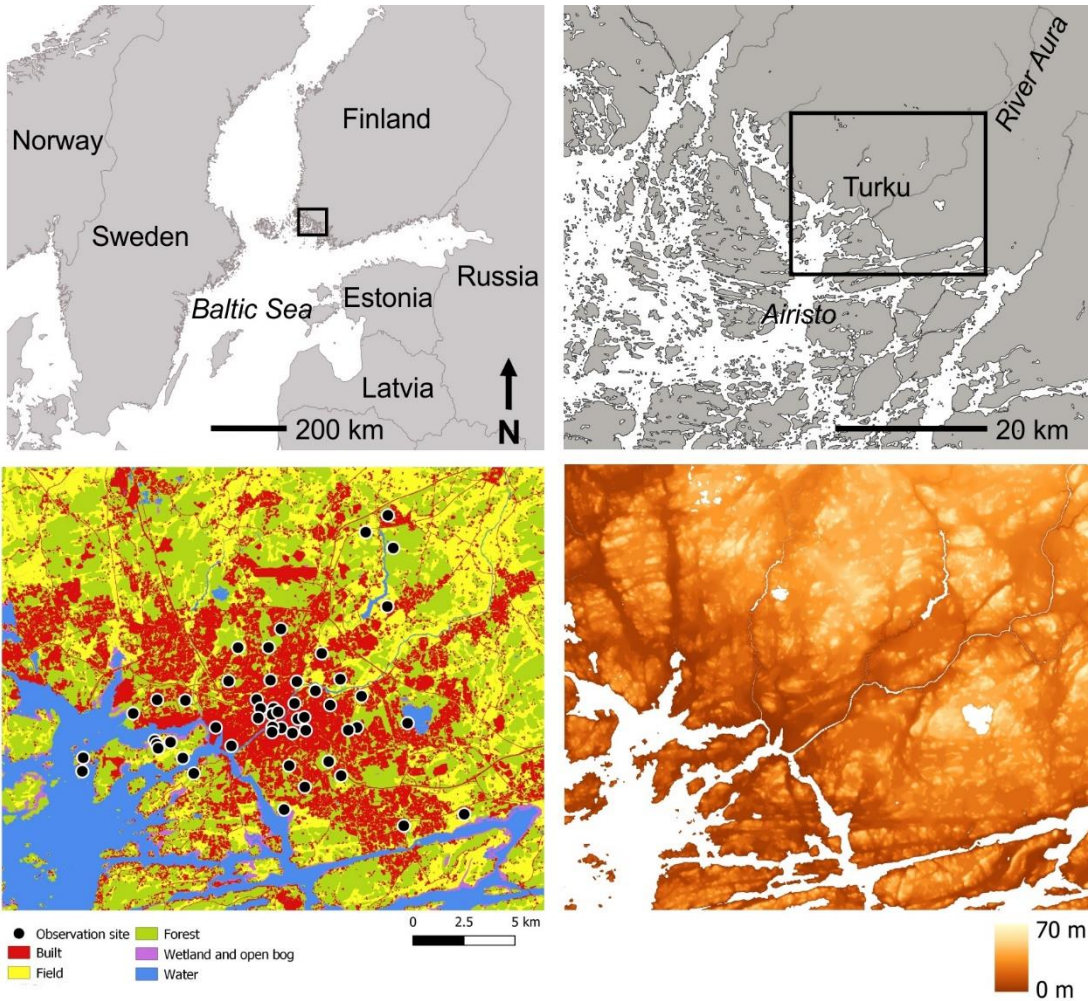 Norway
Sweden
Finland
Baltic Sea
Estonia
Russia
Latvia
200 km
N
River Aura
Turku
Airisto
20 km
Observation site
Built
Field
Forest
Wetland and open bog
Water
0 2.5 5 km
70 m
0 m